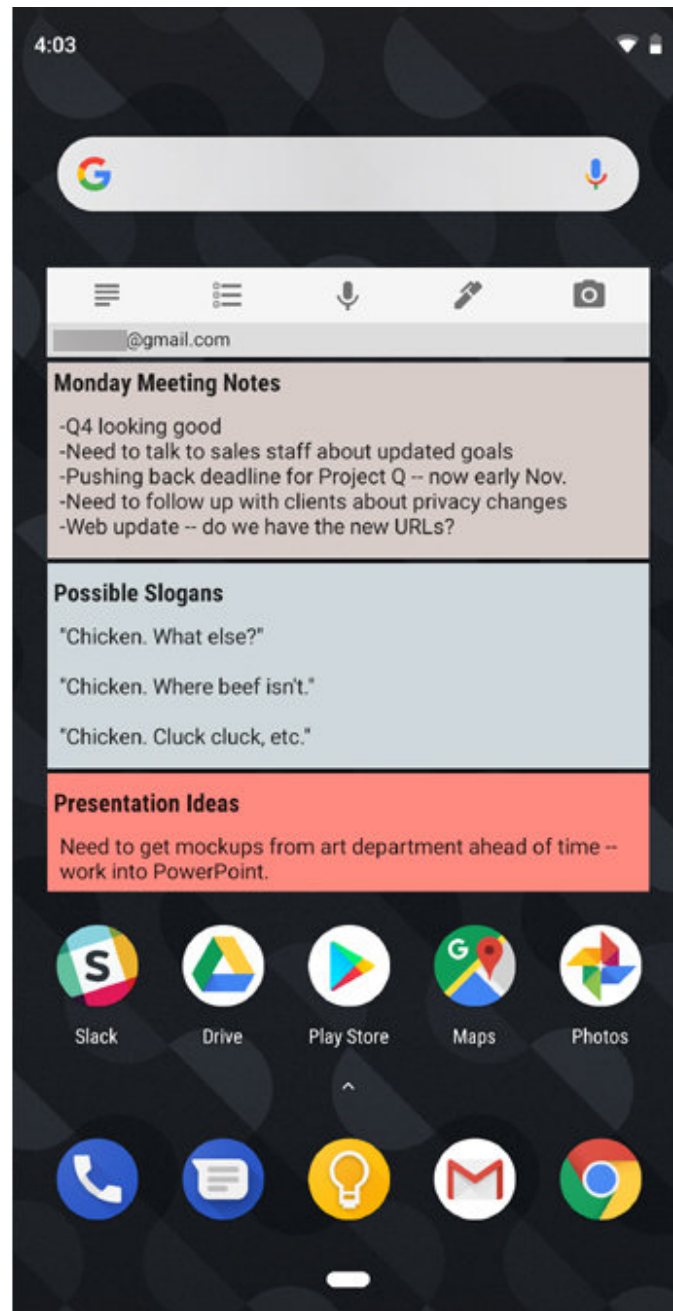 4:03
G
@gmail.com
Monday Meeting Notes
-Q4 looking good
-Need to talk to sales staff about updated goals
-Pushing back deadline for Project Q -- now early Nov.
-Need to follow up with clients about privacy changes
-Web update -- do we have the new URLs?
Possible Slogans
"Chicken. What else?"
"Chicken. Where beef isn't."
"Chicken. Cluck cluck, etc."
Presentation Ideas
Need to get mockups from art department ahead of time --
work into PowerPoint.
S
G
Slack Drive Play Store Maps Photos
M